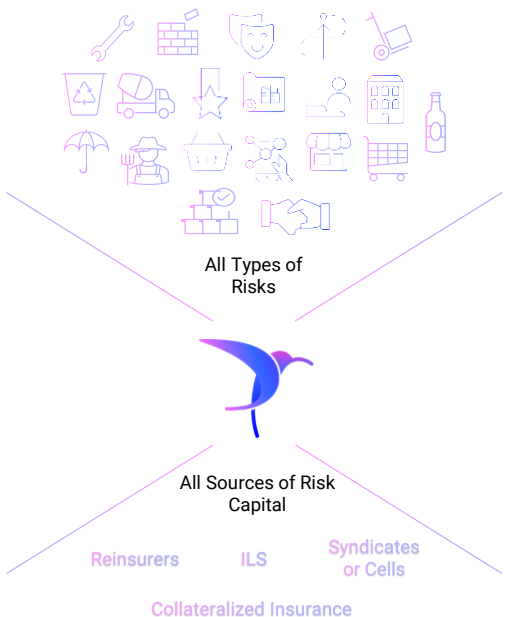 All Types of
Risks
All Sources of Risk
Capital
Reinsurers
ILS
Syndicates
or Cells
Collateralized Insurance